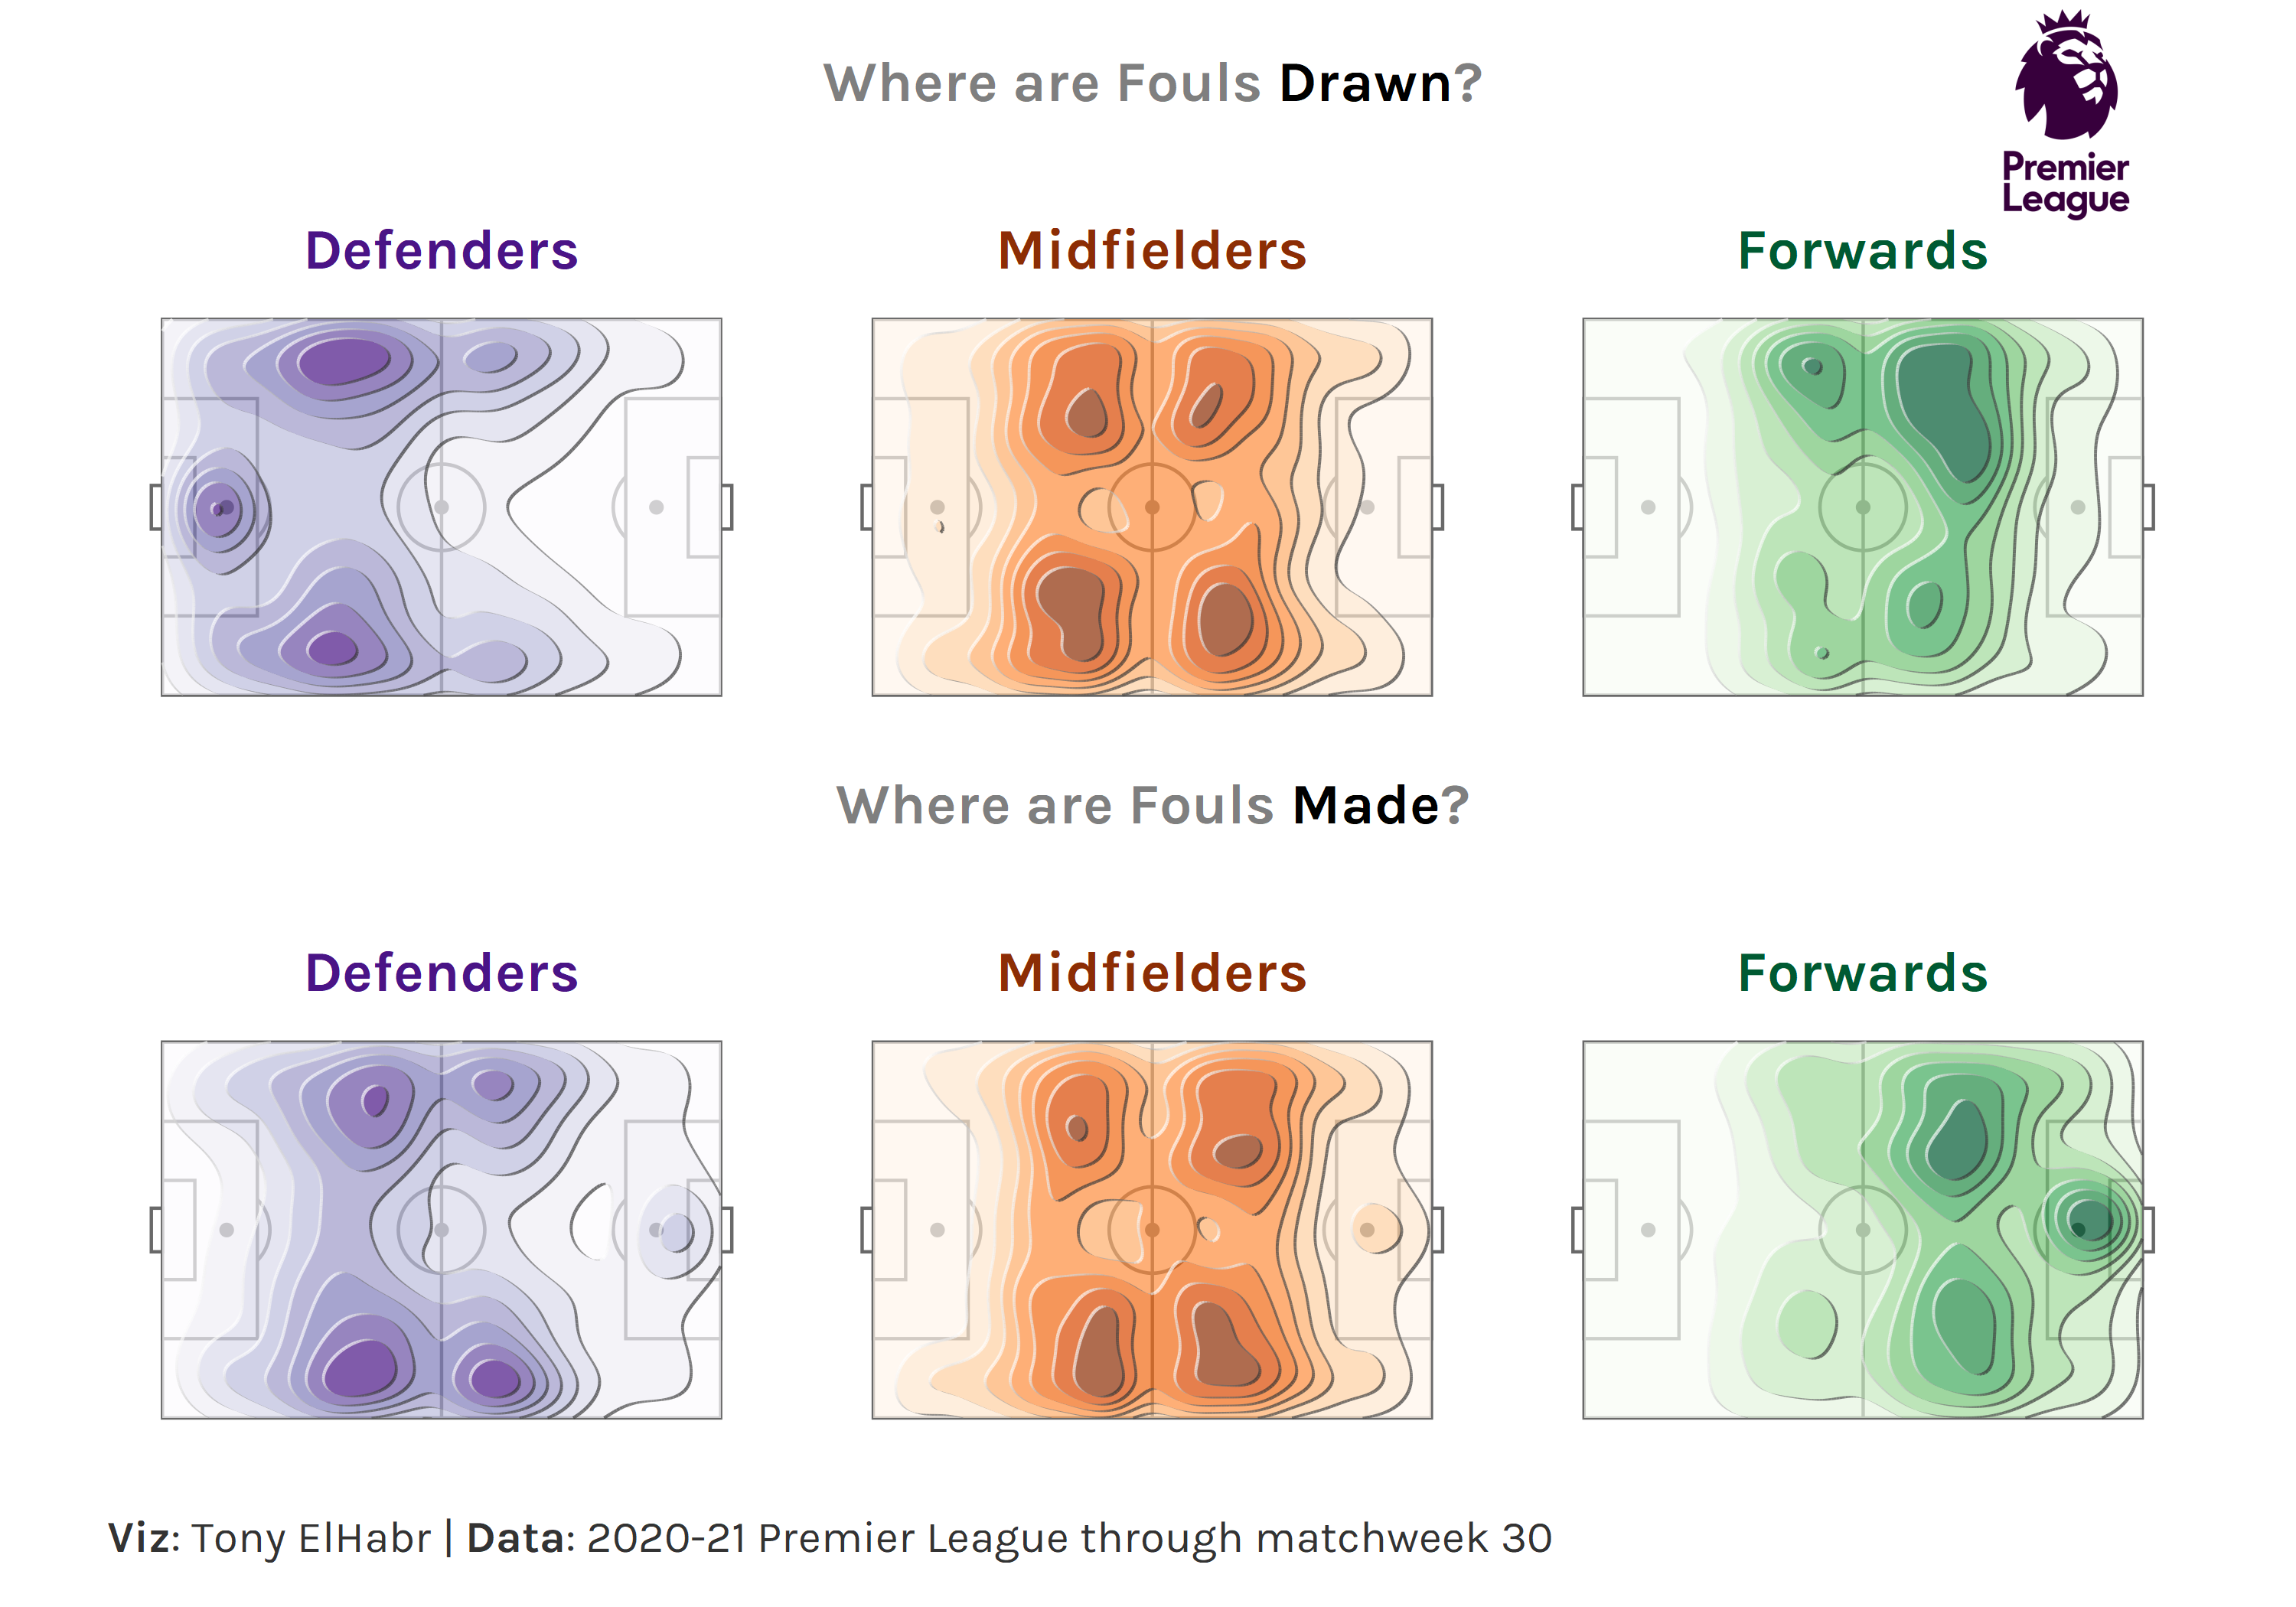 Where are Fouls Drawn?
Premier
League
Defenders
Midfielders
Forwards
Where are Fouls Made?
Defenders
Midfielders
Forwards
Viz: Tony ElHabr | Data: 2020-21 Premier League through matchweek 30